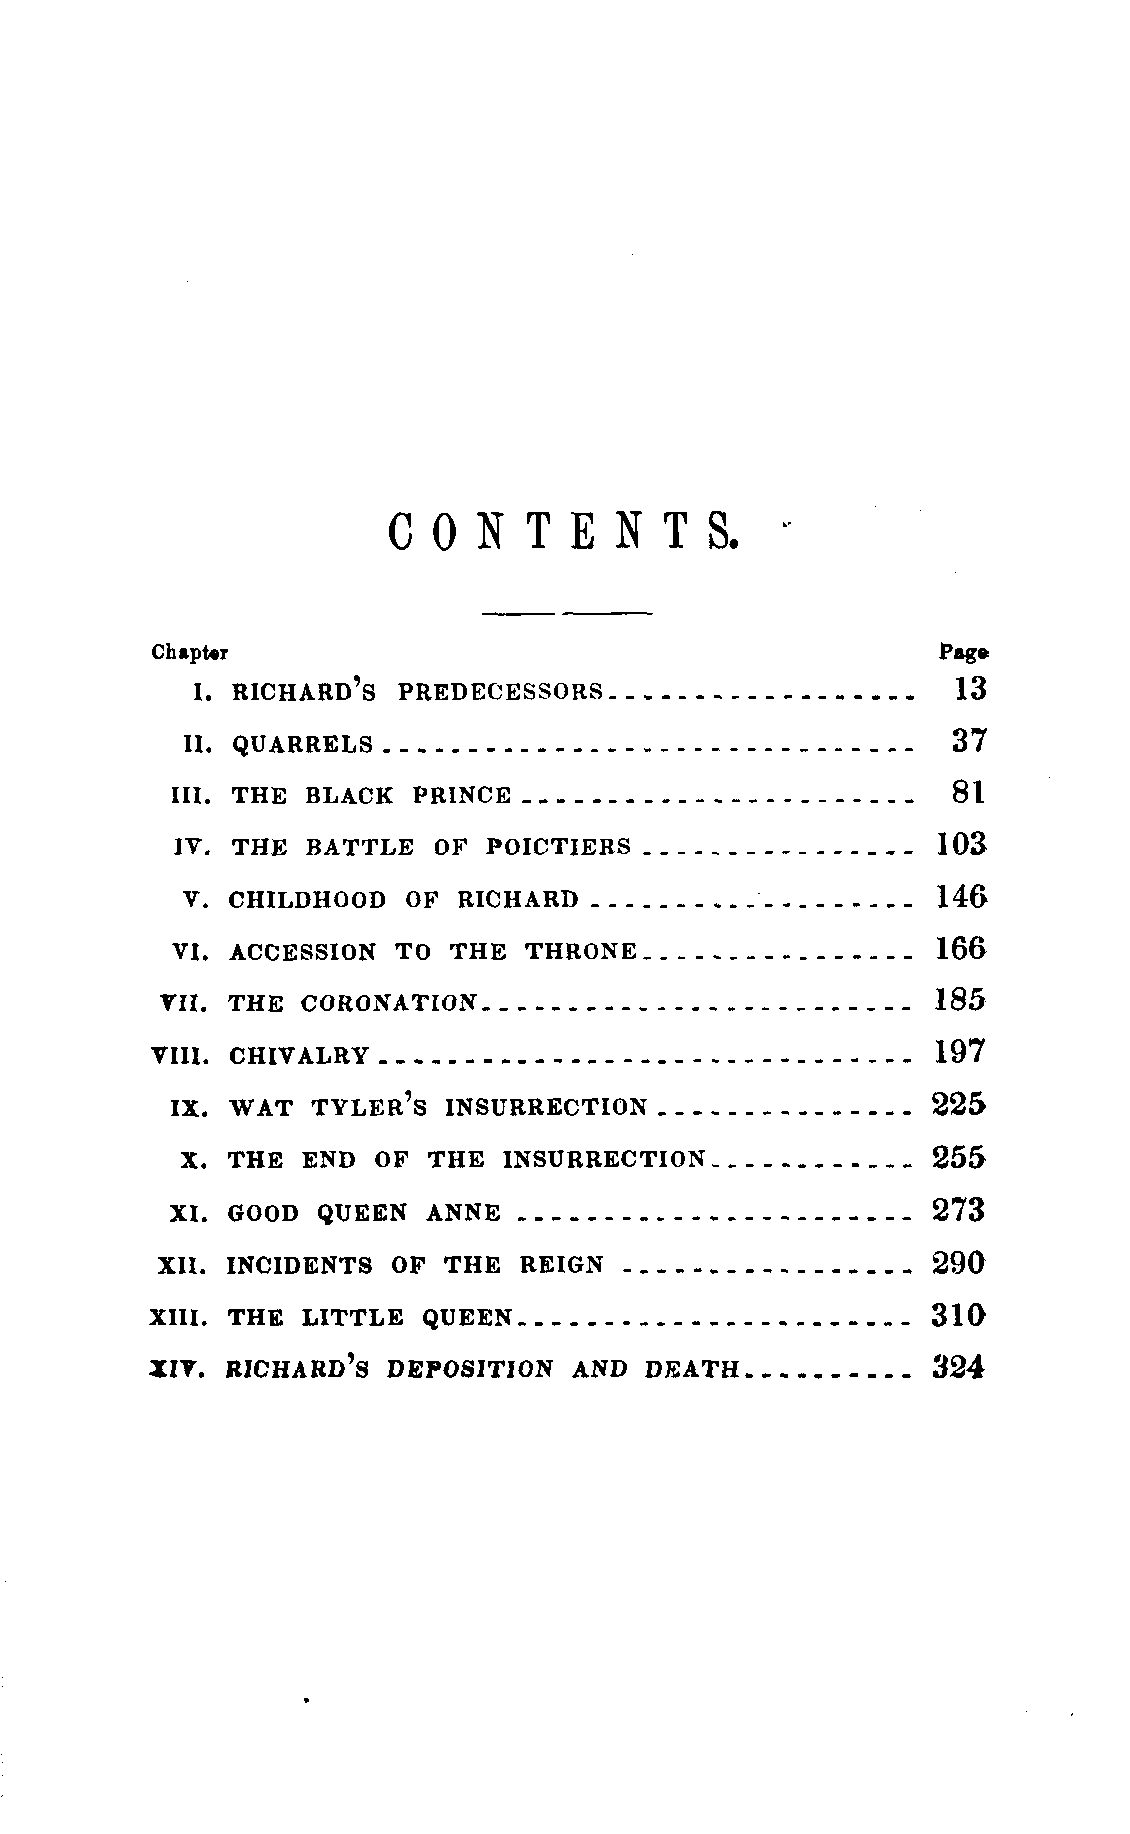 CONTENTS.
Chapter Page
I. RICHARD'S PREDECESSORS 13
II. QUARRELS 37
III. THE BLACK PRINCE 81
IV. THE BATTLE OF POICTIERS 103
V. CHILDHOOD OF RICHARD 146
VI. ACCESSION TO THE THRONE 166
VII. THE CORONATION 185
VIII. CHIVALRY 197
IX. WAT TYLER'S INSURRECTION 225
X. THE END OF THE INSURRECTION 255
XI. GOOD QUEEN ANNE 273
XII. INCIDENTS OF THE REIGN 290
XIII. THE LITTLE QUEEN 310
XIV. RICHARD'S DEPOSITION AND DEATH 324